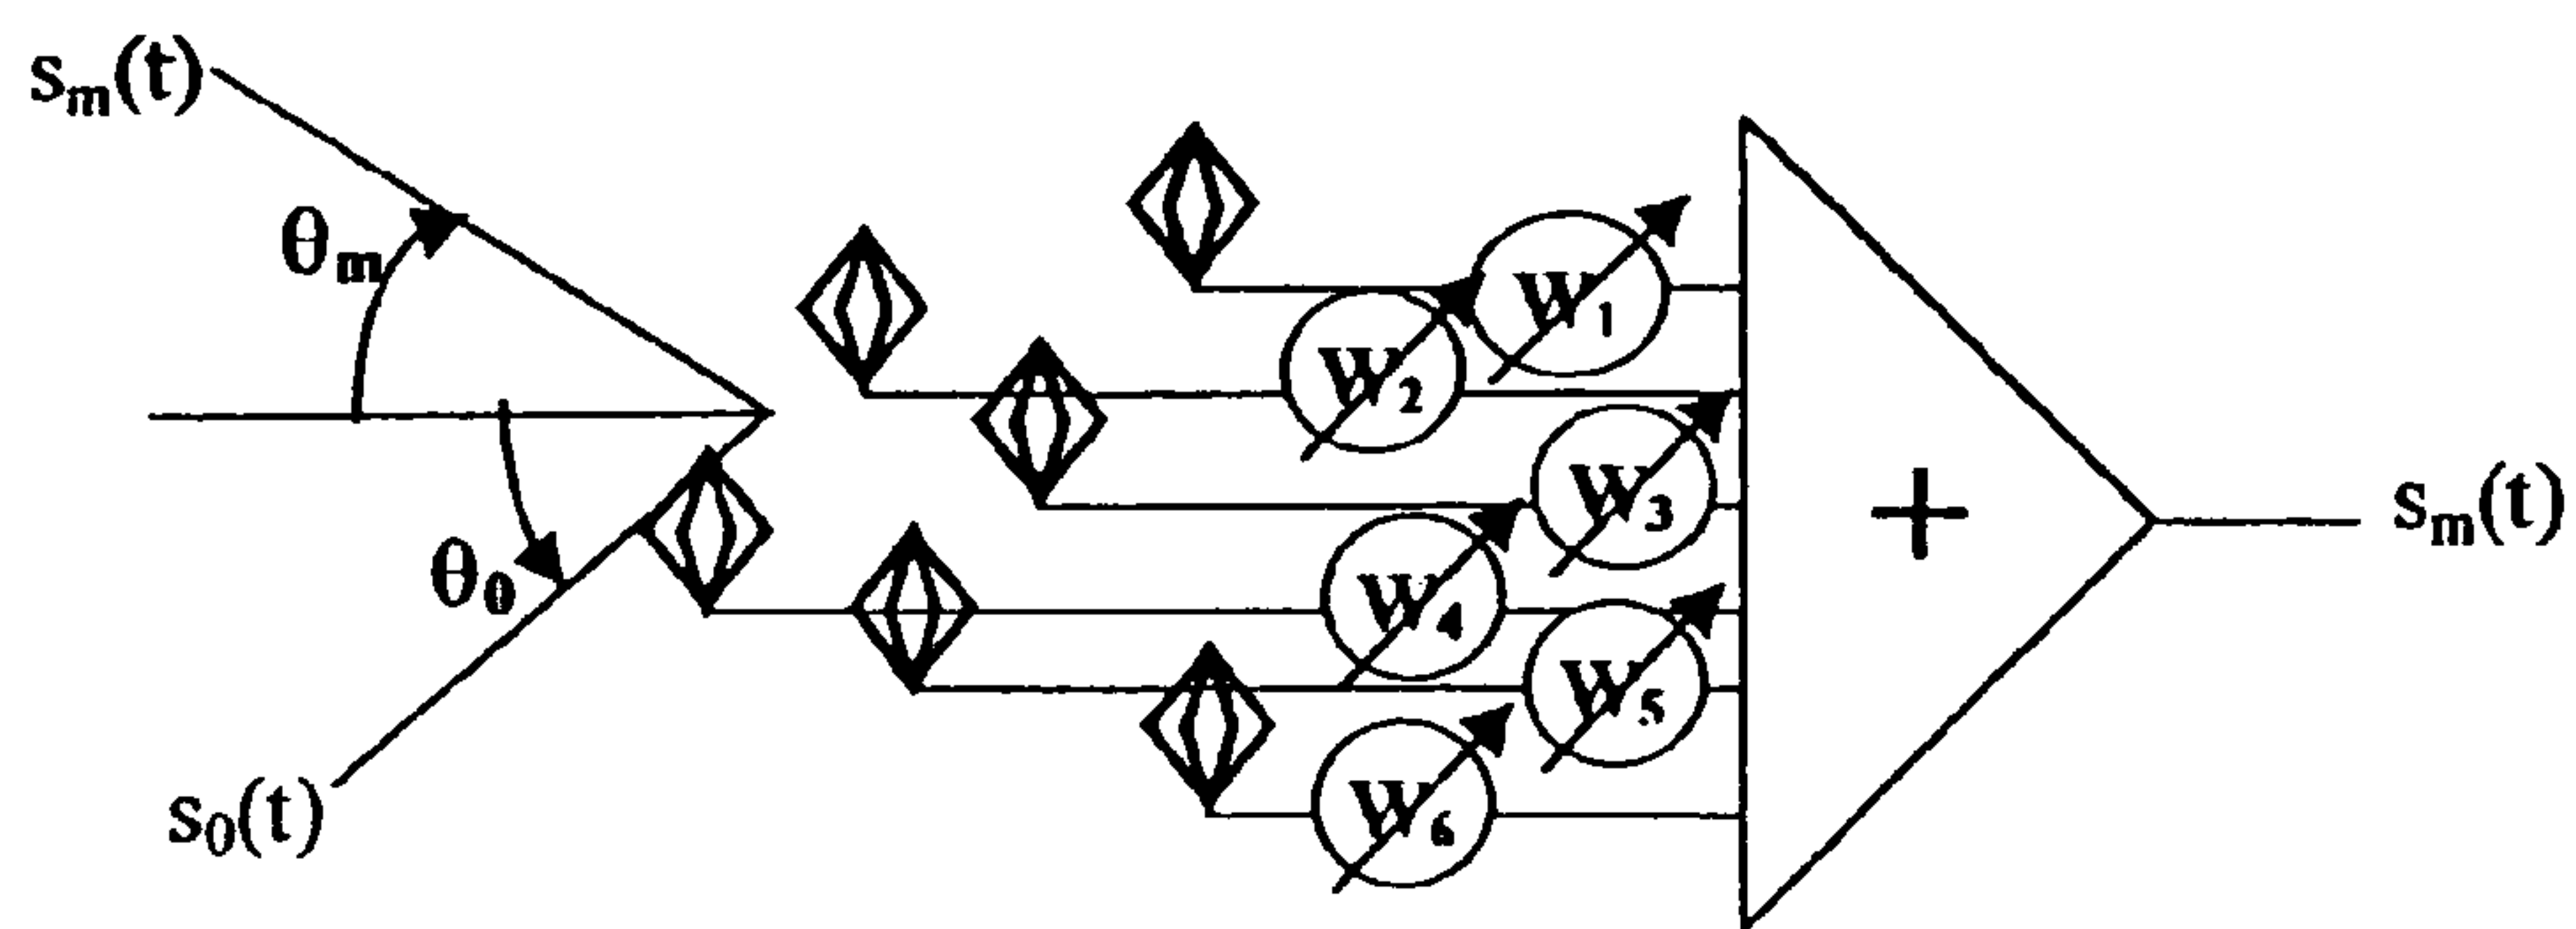 sₘ(t)
θₘ
W₁
W₂
W₃
+
sₘ(t)
θ₀
W₄
W₅
s₀(t)
W₆